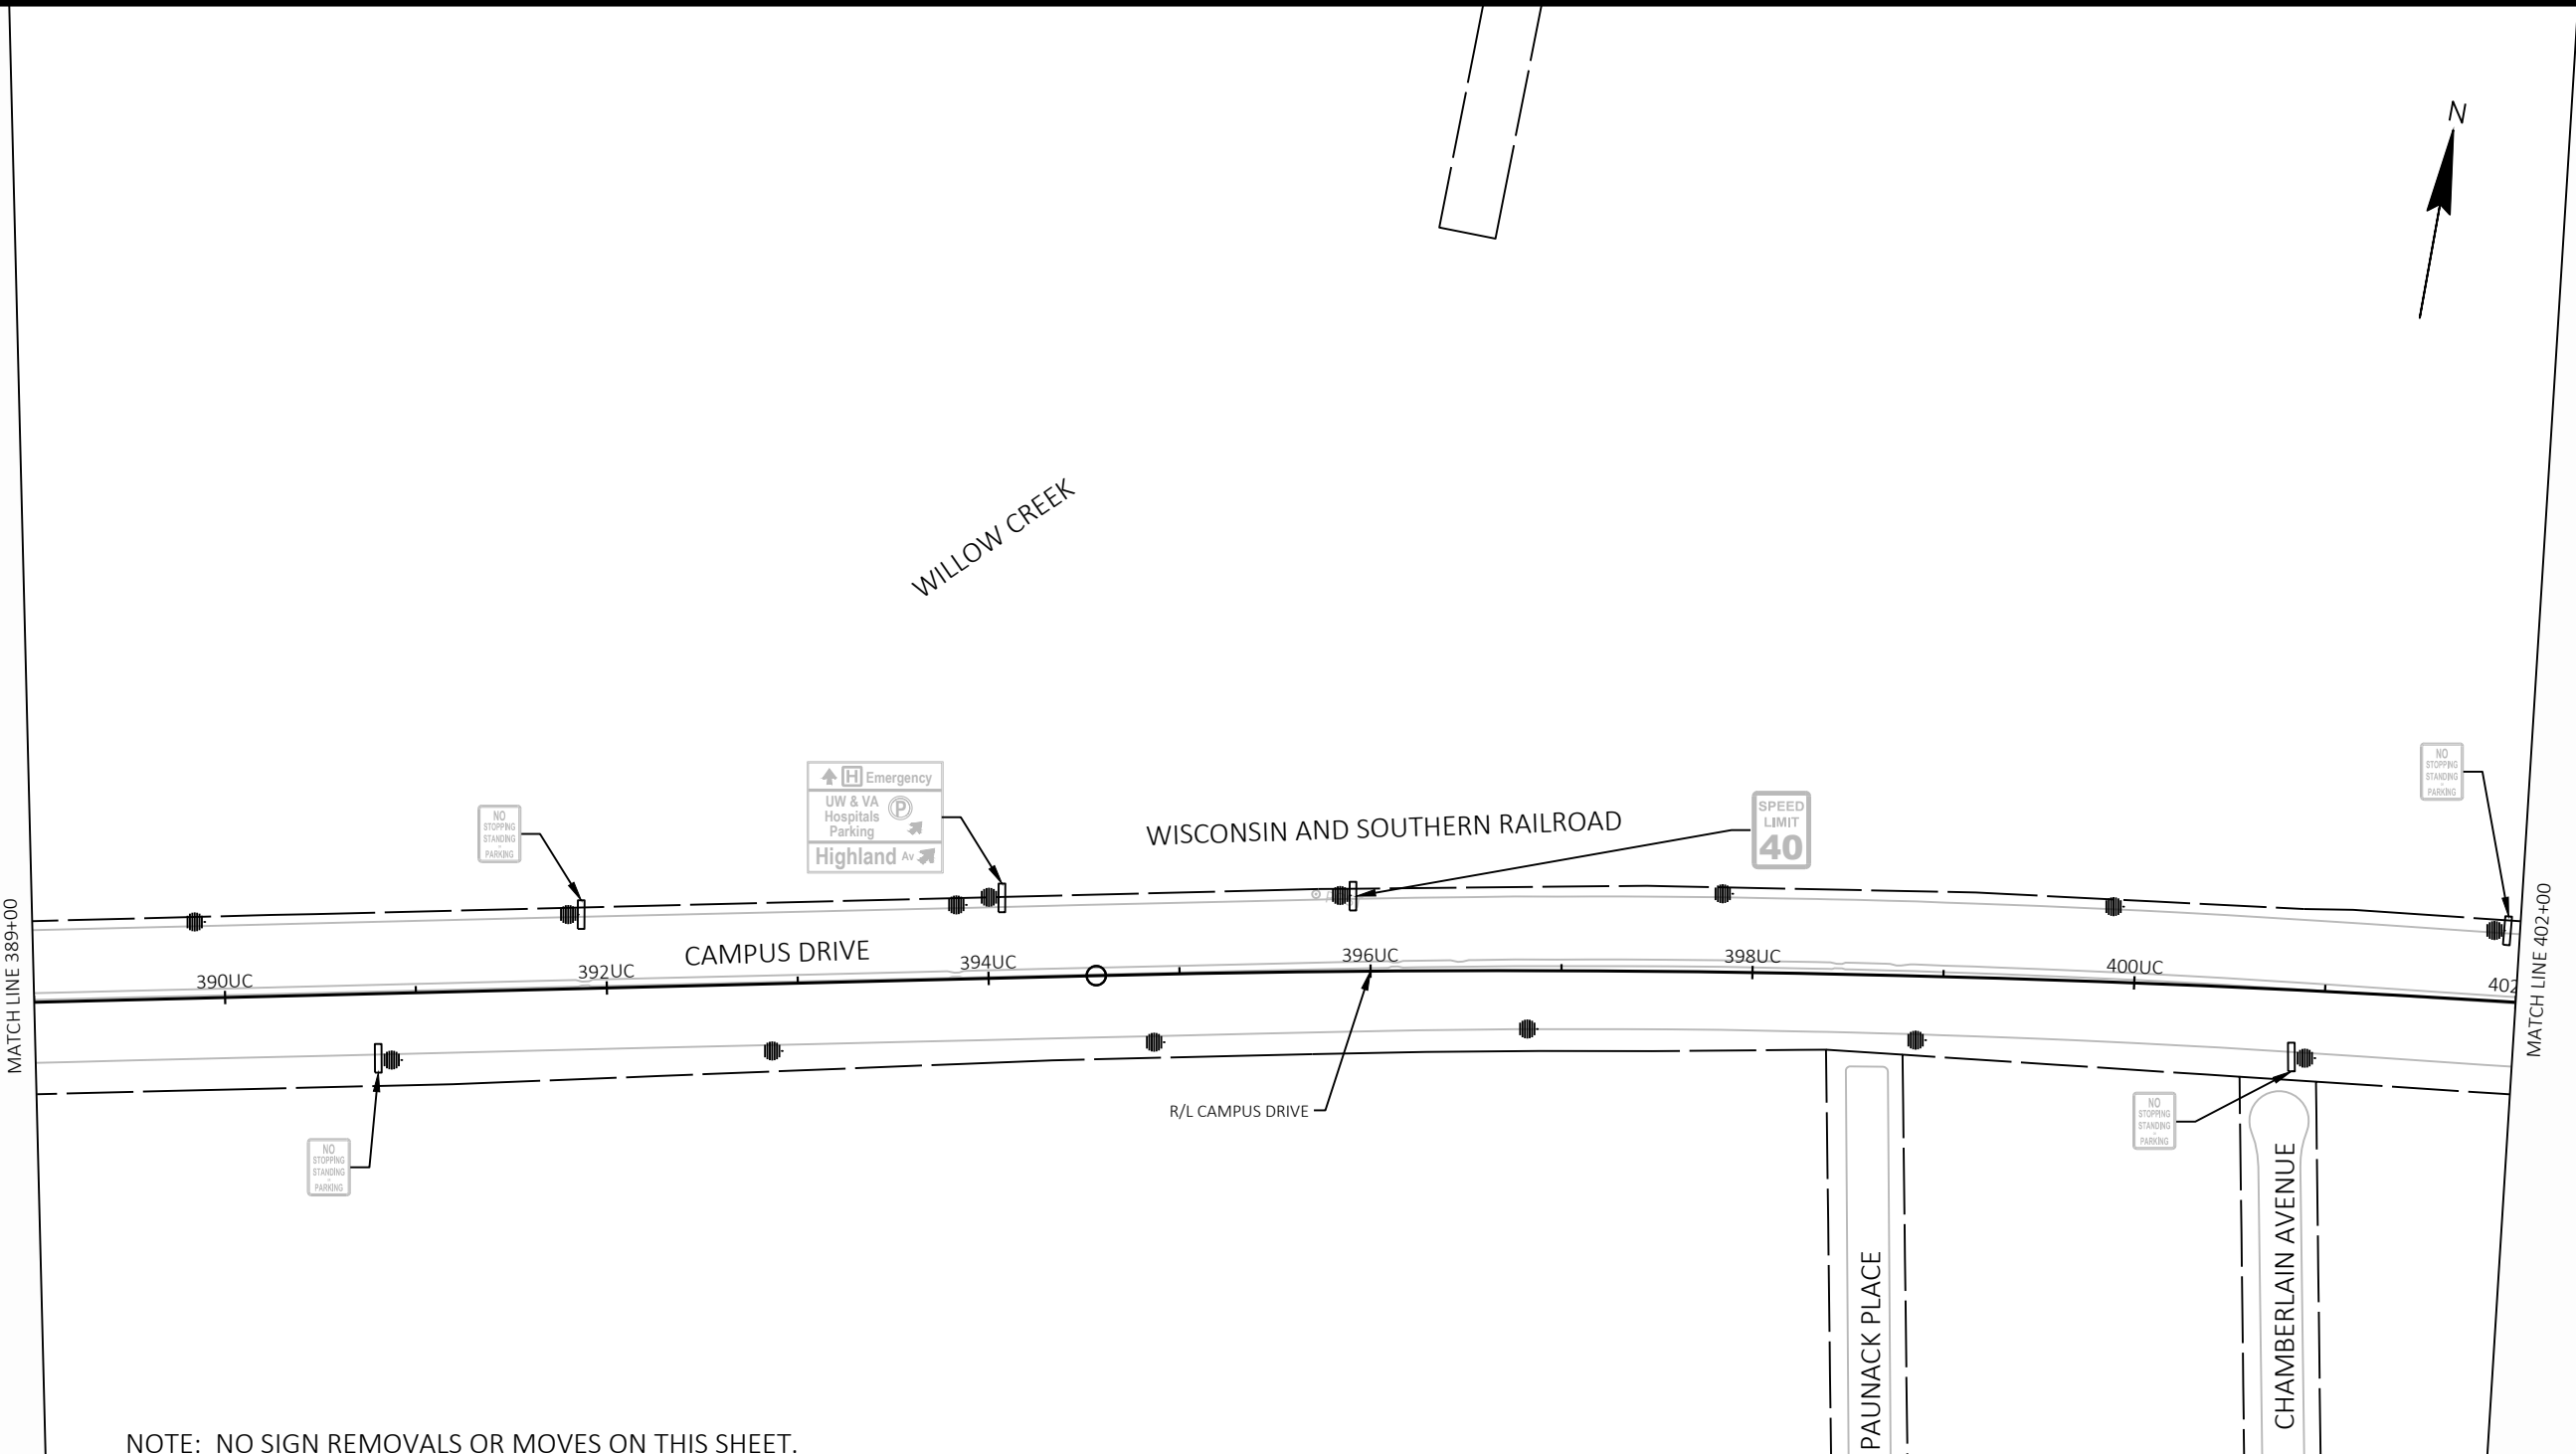 N
WILLOW CREEK
NO
STOPPING
STANDING
PARKING
H Emergency
UW & VA
Hospitals
Parking
P
Highland Av
WISCONSIN AND SOUTHERN RAILROAD
SPEED
LIMIT
40
NO
STOPPING
STANDING
PARKING
MATCH LINE 389+00
MATCH LINE 402+00
CAMPUS DRIVE
390UC
392UC
394UC
396UC
398UC
400UC
402
R/L CAMPUS DRIVE
NO
STOPPING
STANDING
PARKING
NO
STOPPING
STANDING
PARKING
PAUNACK PLACE
CHAMBERLAIN AVENUE
NOTE: NO SIGN REMOVALS OR MOVES ON THIS SHEET.